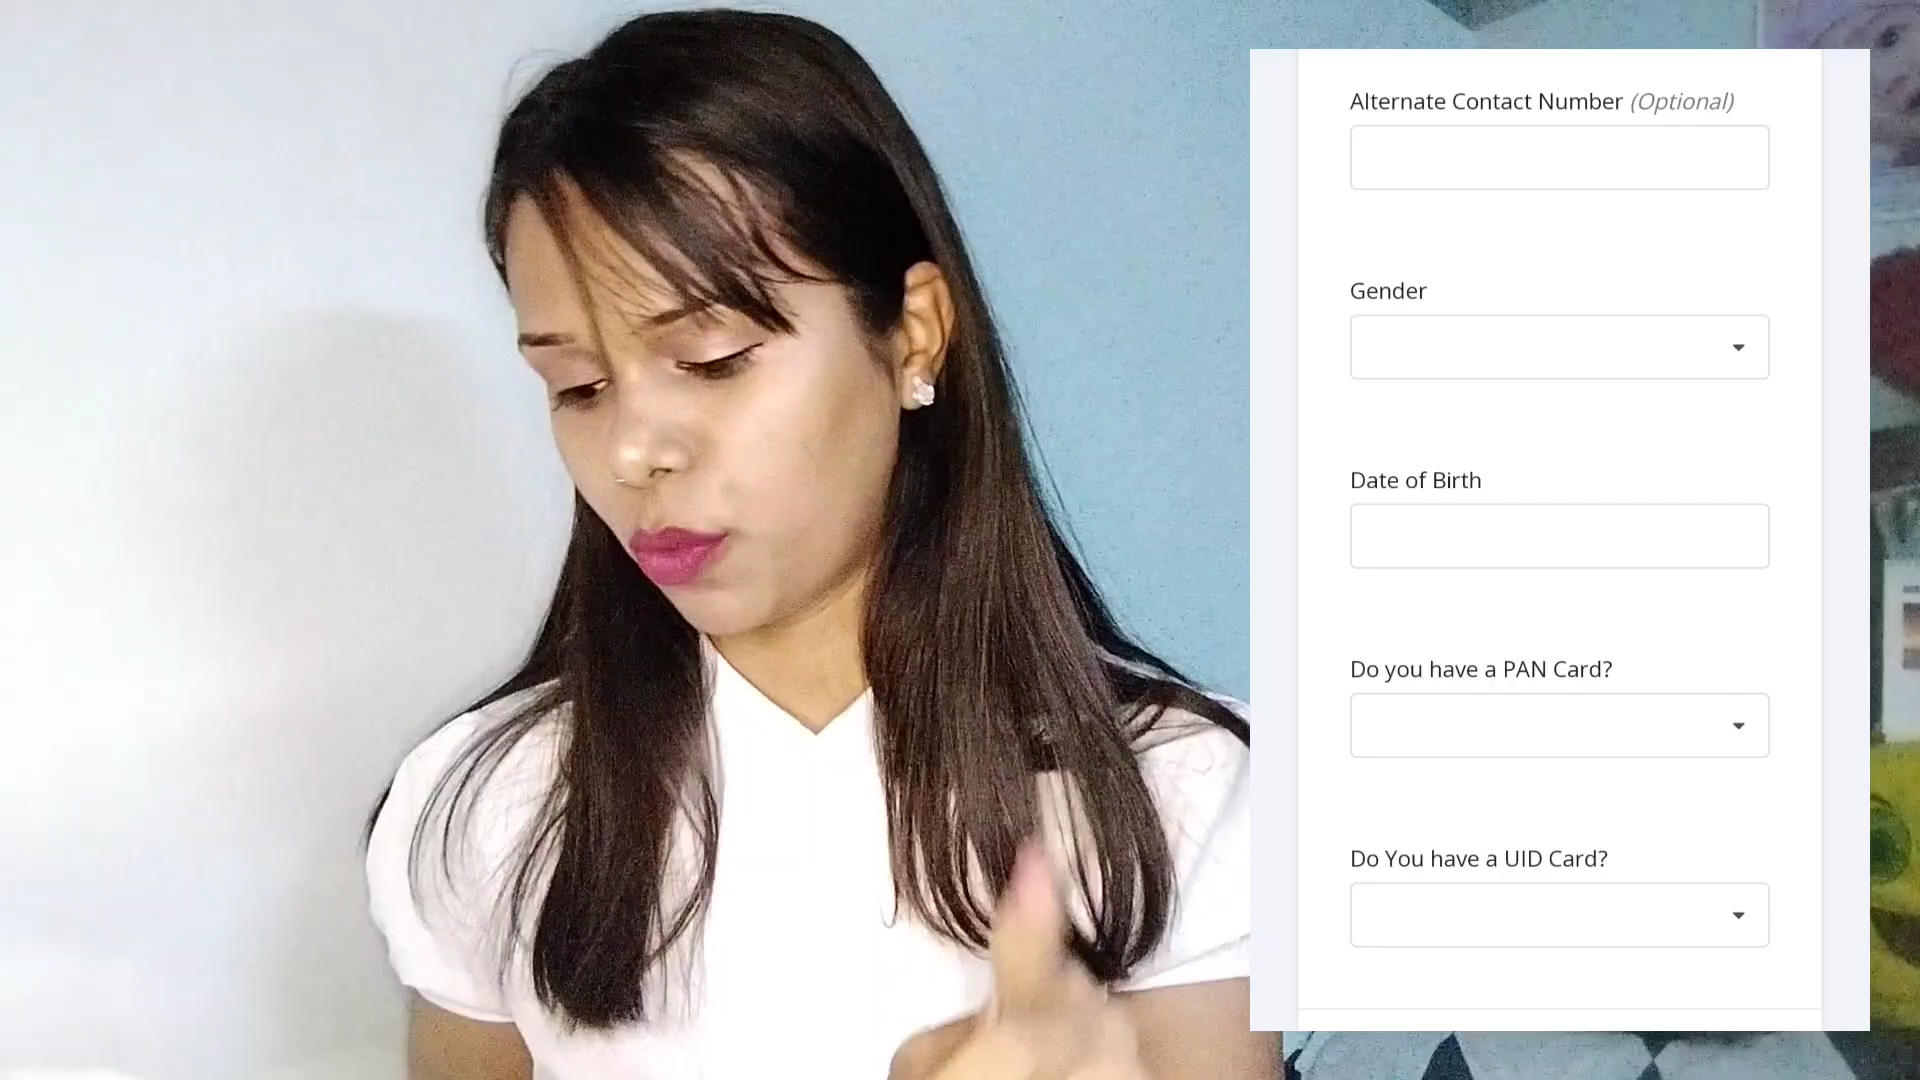 Alternate Contact Number (Optional)
Gender
Date of Birth
Do you have a PAN Card?
Do You have a UID Card?